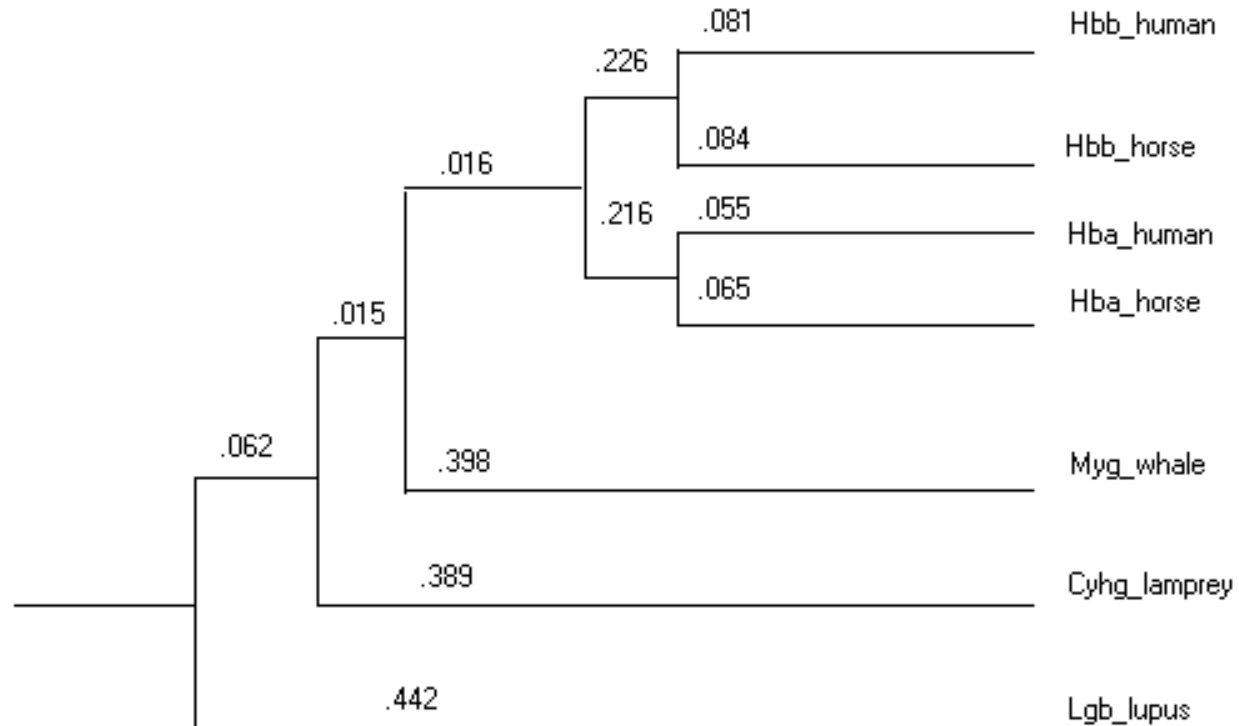 .081 Hbb_human
.226
.084 Hbb_horse
.016
.055
.216 Hba_human
.065 Hba_horse
.015
.062
.398 Myg_whale
.389 Cyhg_lamprey
.442 Lgb_lupus